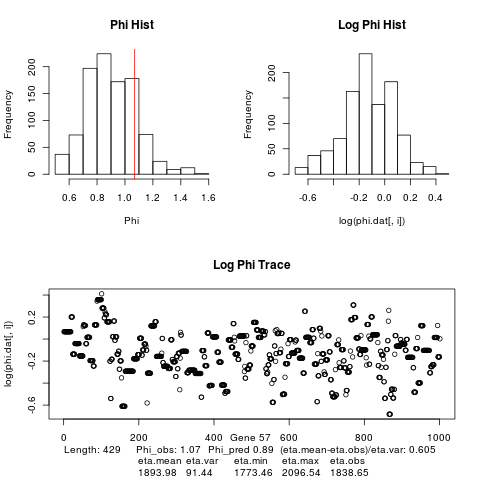 Phi Hist
Log Phi Hist
Frequency
0 50 100 200
0.6 0.8 1.0 1.2 1.4 1.6
Phi
Frequency
0 50 150
-0.6 -0.2 0.0 0.2 0.4
log(phi.dat[, i])
Log Phi Trace
log(phi.dat[, i])
-0.6 -0.2 0.2
0 200 400 600 800 1000
Gene 57
Length: 429 Phi_obs: 1.07 Phi_pred 0.89 (eta.mean-eta.obs)/eta.var: 0.605
eta.mean eta.var eta.min eta.max eta.obs
1893.98 91.44 1773.46 2096.54 1838.65